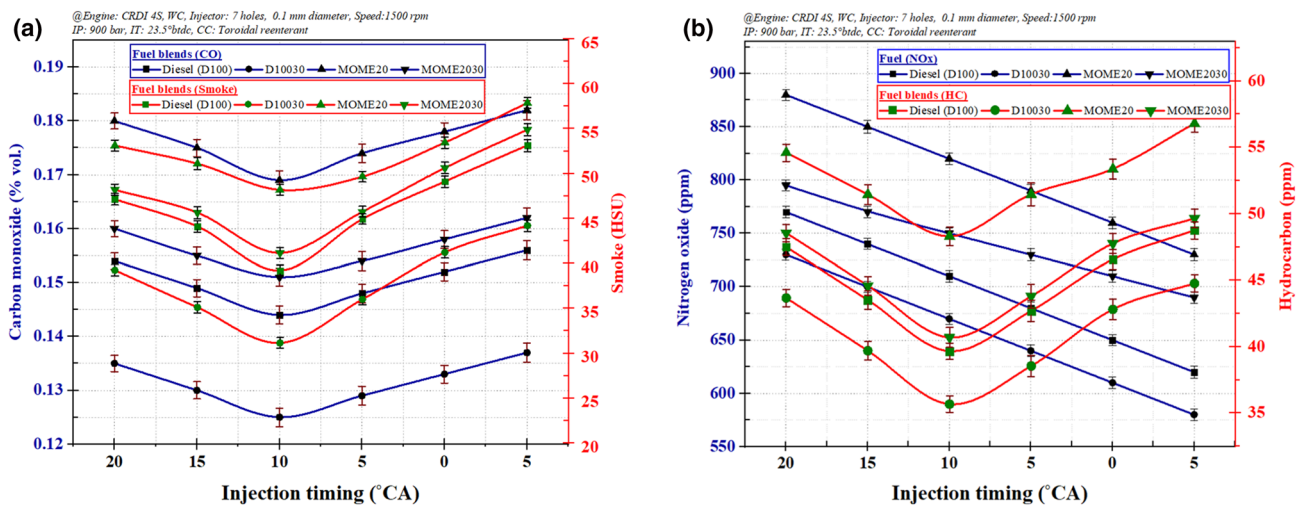 (a)
@Engine: CRDI 4S, WC, Injector: 7 holes, 0.1 mm diameter, Speed:1500 rpm
IP: 900 bar, IT: 23.5°btdc, CC: Toroidal reenterant
Fuel blends (CO)
Diesel (D100) D10030 MOME20 MOME2030
Fuel blends (Smoke)
Diesel (D100) D10030 MOME20 MOME2030
Carbon monoxide (% vol.)
0.19
0.18
0.17
0.16
0.15
0.14
0.13
0.12
65
60
55
50
45
40
35
30
25
20
Smoke (HSU)
20 15 10 5 0 5
Injection timing (°CA)
(b)
@Engine: CRDI 4S, WC, Injector: 7 holes, 0.1 mm diameter, Speed:1500 rpm
IP: 900 bar, IT: 23.5°btdc, CC: Toroidal reenterant
Fuel (NOx)
Diesel (D100) D10030 MOME20 MOME2030
Fuel blends (HC)
Diesel (D100) D10030 MOME20 MOME2030
Nitrogen oxide (ppm)
900
850
800
750
700
650
600
550
60
55
50
45
40
35
Hydrocarbon (ppm)
20 15 10 5 0 5
Injection timing (°CA)